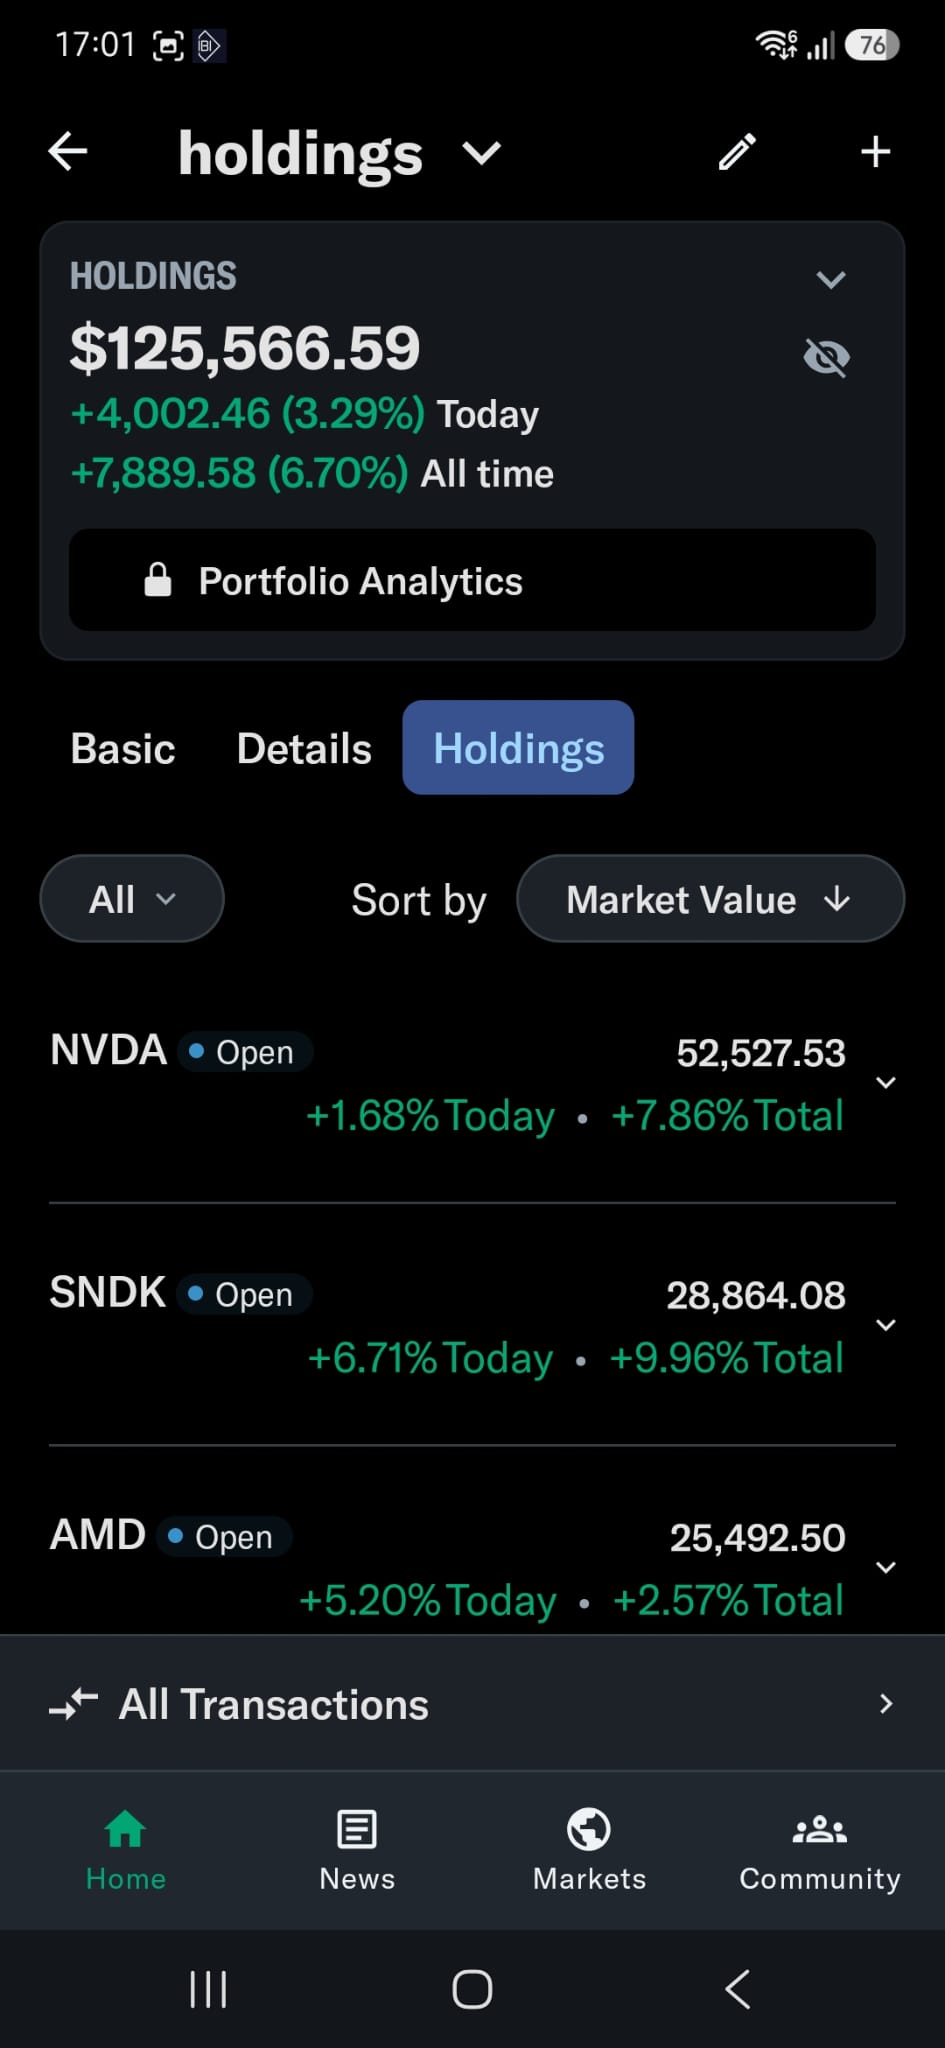 17:01 BI 6 76
holdings
HOLDINGS
$125,566.59
+4,002.46 (3.29%) Today
+7,889.58 (6.70%) All time
Portfolio Analytics
Basic Details Holdings
All Sort by Market Value ↓
NVDA Open 52,527.53
+1.68% Today • +7.86% Total
SNDK Open 28,864.08
+6.71% Today • +9.96% Total
AMD Open 25,492.50
+5.20% Today • +2.57% Total
All Transactions
Home News Markets Community